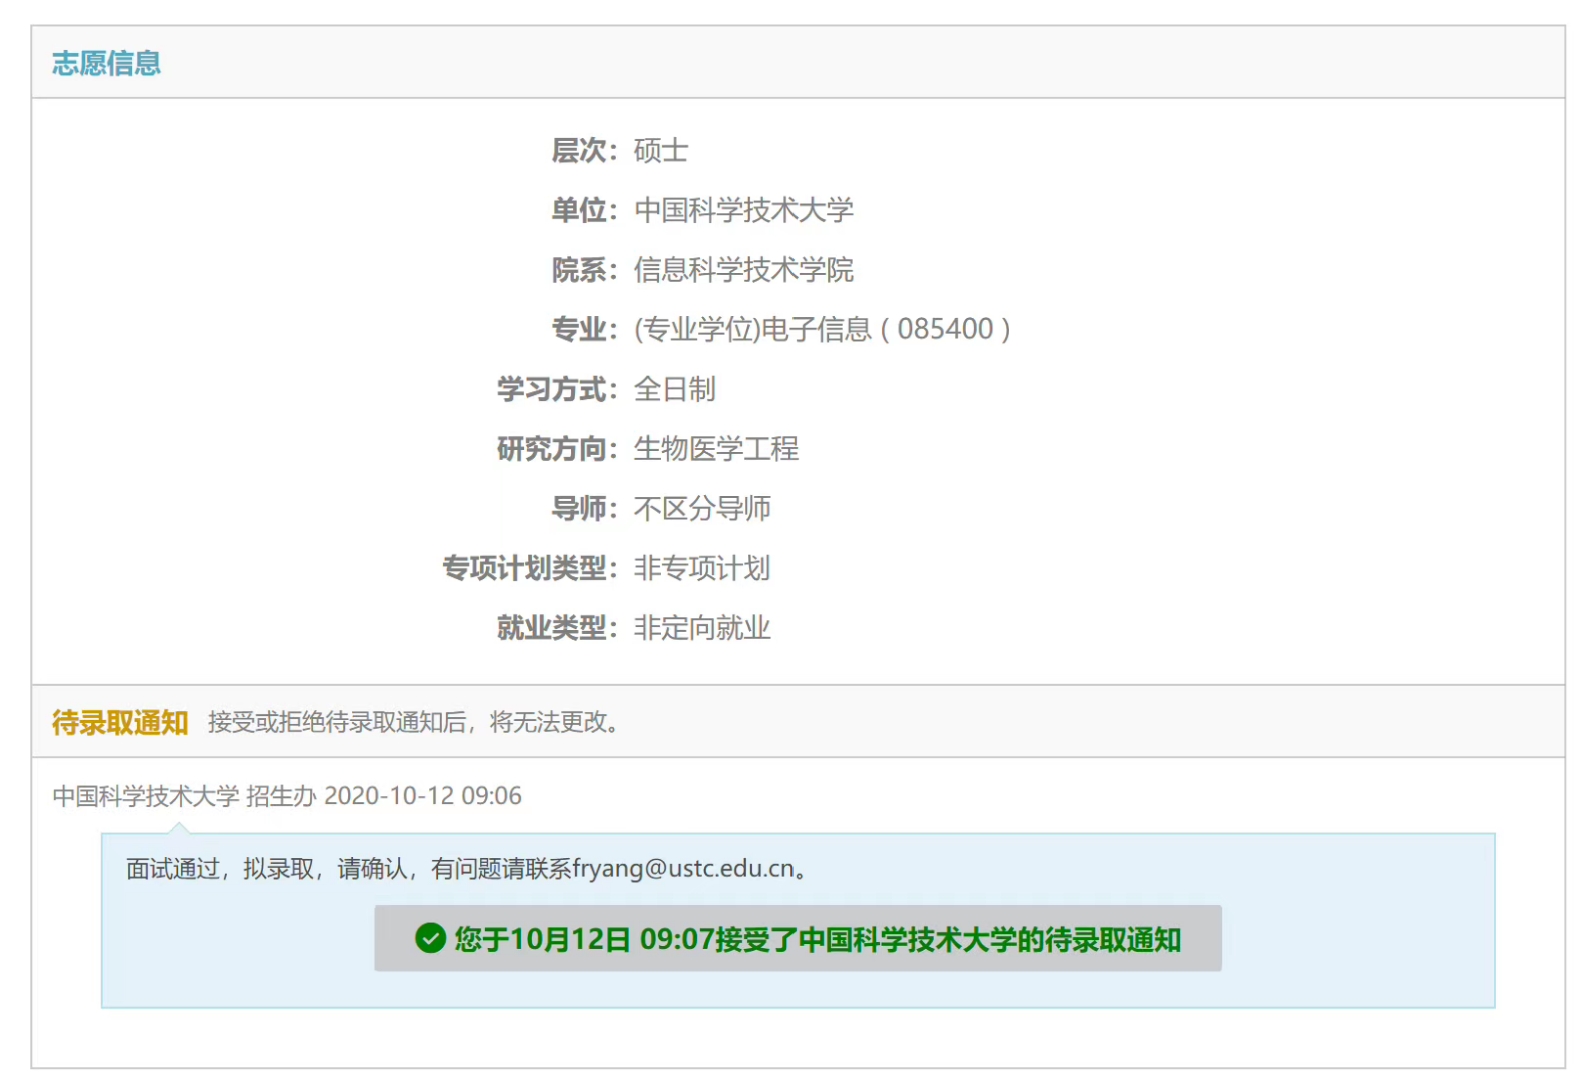 志愿信息
层次：硕士
单位：中国科学技术大学
院系：信息科学技术学院
专业：(专业学位)电子信息 ( 085400 )
学习方式：全日制
研究方向：生物医学工程
导师：不区分导师
专项计划类型：非专项计划
就业类型：非定向就业
待录取通知 接受或拒绝待录取通知后，将无法更改。
中国科学技术大学 招生办 2020-10-12 09:06
面试通过，拟录取，请确认，有问题请联系fryang@ustc.edu.cn。
您于10月12日 09:07接受了中国科学技术大学的待录取通知